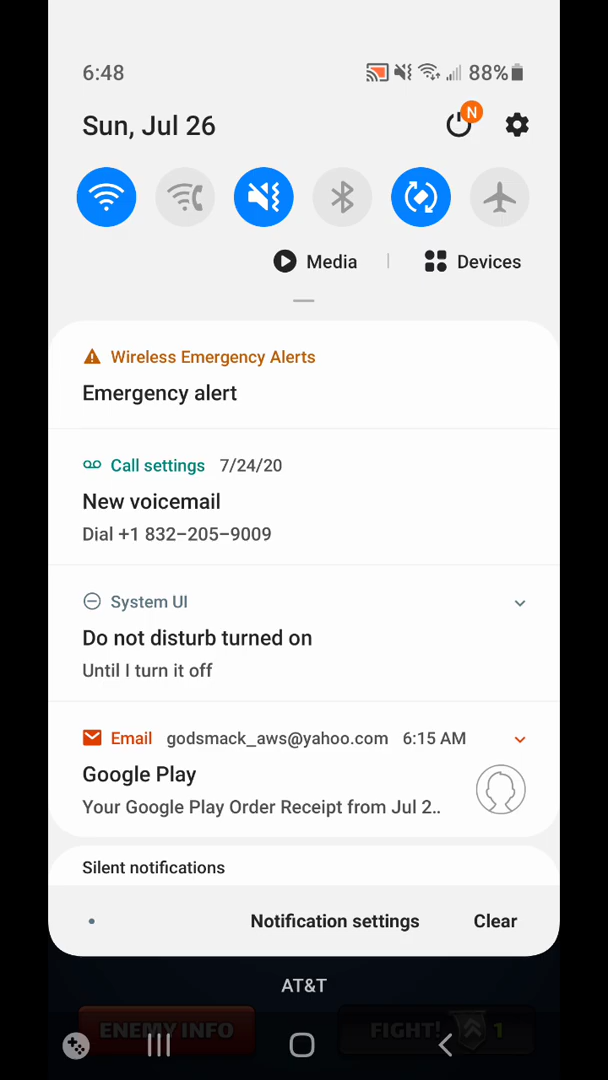 6:48 88%
Sun, Jul 26
N
Media | Devices
Wireless Emergency Alerts
Emergency alert
Call settings 7/24/20
New voicemail
Dial +1 832-205-9009
System UI
Do not disturb turned on
Until I turn it off
Email godsmack_aws@yahoo.com 6:15 AM
Google Play
Your Google Play Order Receipt from Jul 2..
Silent notifications
Notification settings Clear
AT&T
ENEMY INFO FIGHT! 1